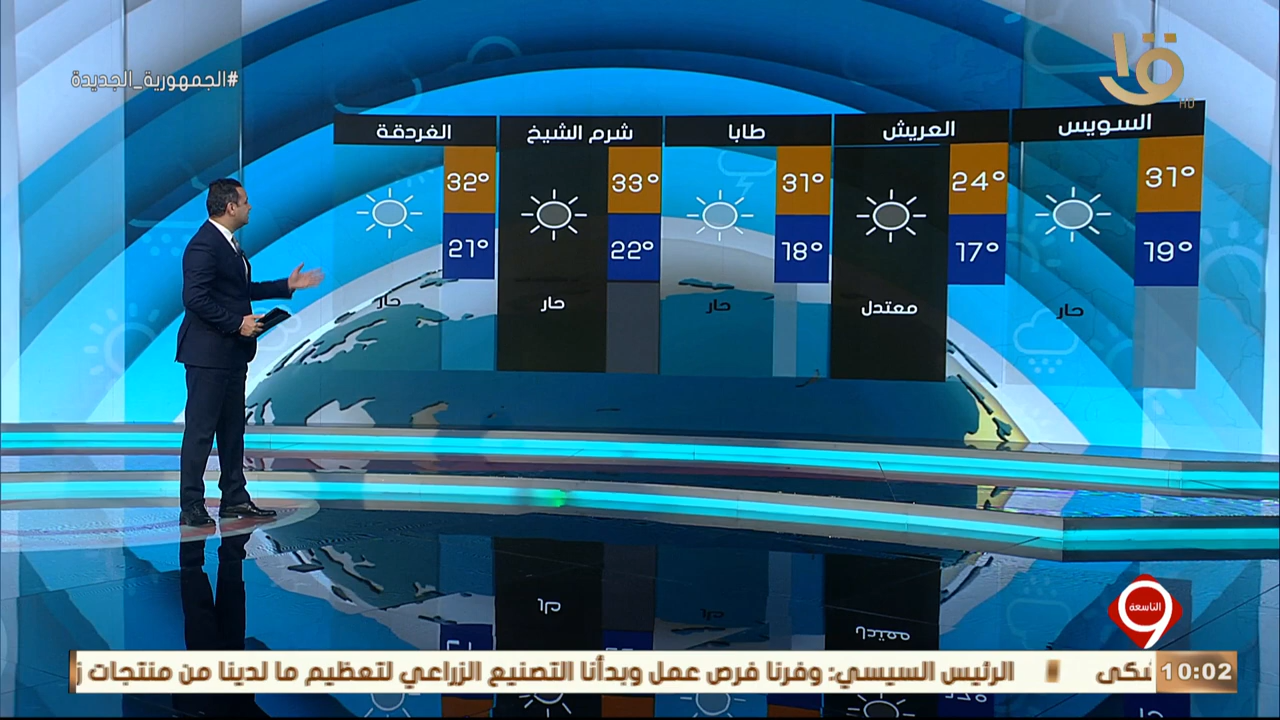 #الجمهورية_الجديدة
ق1
HD
السويس
31°
19°
حار
العريش
24°
17°
معتدل
طابا
31°
18°
حار
شرم الشيخ
33°
22°
حار
الغردقة
32°
21°
حار
التاسعة
9
10:02
الرئيس السيسي: وفرنا فرص عمل وبدأنا التصنيع الزراعي لتعظيم ما لدينا من منتجات